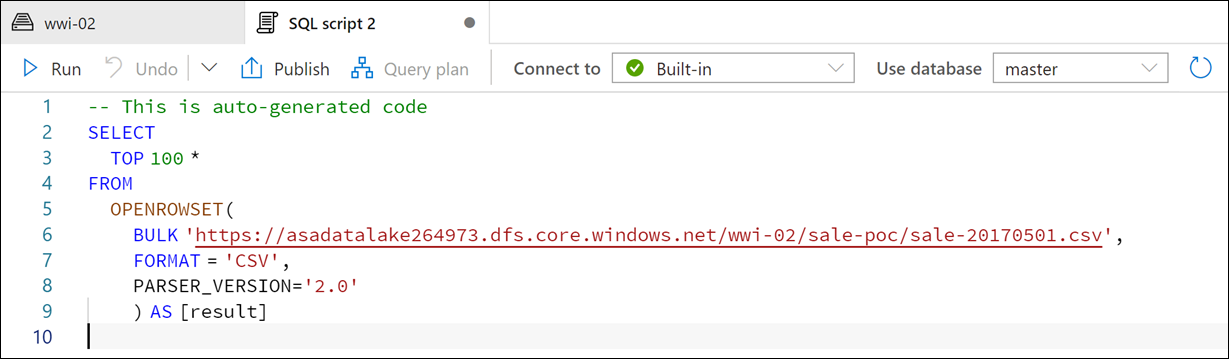 wwi-02 SQL script 2
Run Undo Publish Query plan Connect to Built-in Use database master
1 -- This is auto-generated code
2 SELECT
3 TOP 100 *
4 FROM
5 OPENROWSET(
6 BULK 'https://asadatalake264973.dfs.core.windows.net/wwi-02/sale-poc/sale-20170501.csv',
7 FORMAT = 'CSV',
8 PARSER_VERSION='2.0'
9 ) AS [result]
10